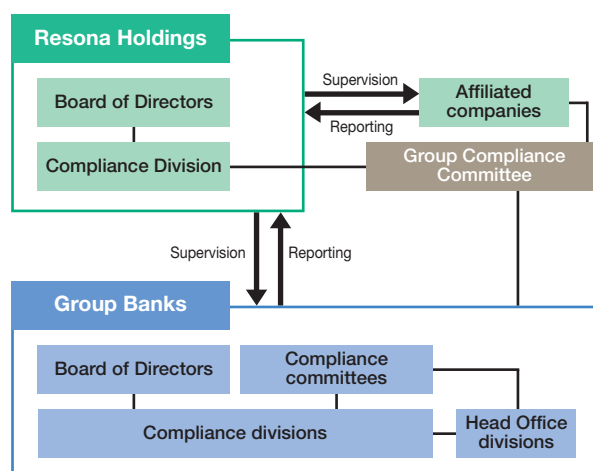 Resona Holdings
Board of Directors
Compliance Division
Supervision
Reporting
Affiliated
companies
Group Compliance
Committee
Supervision
Reporting
Group Banks
Board of Directors
Compliance
committees
Compliance divisions
Head Office
divisions